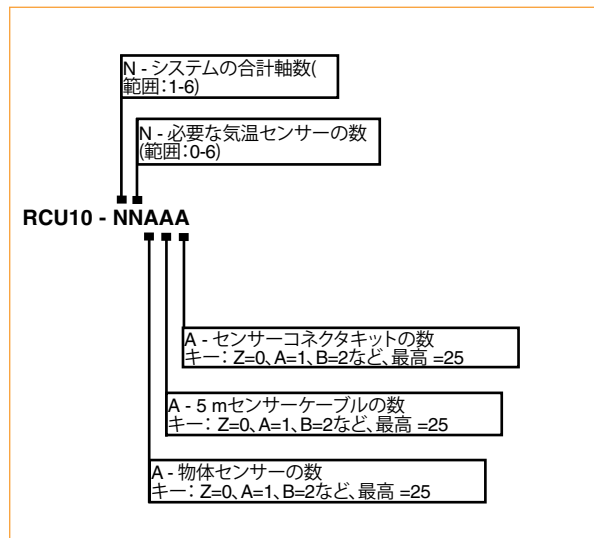 N - システムの合計軸数(
範囲：1-6)
N - 必要な気温センサーの数
(範囲：0-6)
RCU10 - NNAAA
A - センサーコネクタキットの数
キー： Z=0、A=1、B=2など、最高 =25
A - 5 mセンサーケーブルの数
キー： Z=0、A=1、B=2など、最高 =25
A - 物体センサーの数
キー： Z=0、A=1、B=2など、最高 =25